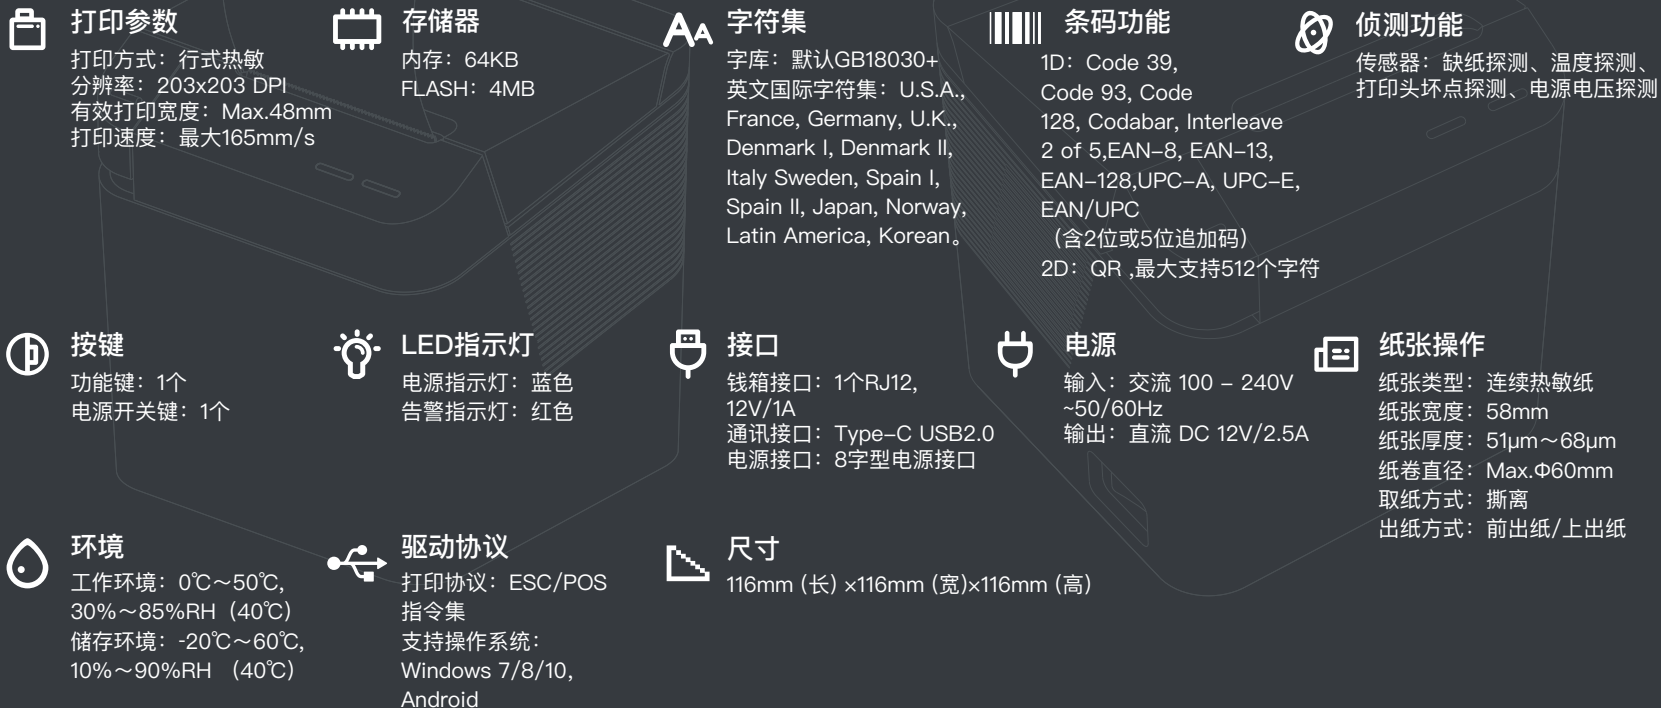 打印参数
打印方式：行式热敏
分辨率：203x203 DPI
有效打印宽度：Max.48mm
打印速度：最大165mm/s
存储器
内存：64KB
FLASH：4MB
字符集
字库：默认GB18030+
英文国际字符集：U.S.A.,
France, Germany, U.K.,
Denmark I, Denmark II,
Italy Sweden, Spain I,
Spain II, Japan, Norway,
Latin America, Korean。
条码功能
1D：Code 39,
Code 93, Code
128, Codabar, Interleave
2 of 5,EAN-8, EAN-13,
EAN-128,UPC-A, UPC-E,
EAN/UPC
（含2位或5位追加码）
2D：QR ,最大支持512个字符
侦测功能
传感器：缺纸探测、温度探测、
打印头坏点探测、电源电压探测
按键
功能键：1个
电源开关键：1个
LED指示灯
电源指示灯：蓝色
告警指示灯：红色
接口
钱箱接口：1个RJ12,
12V/1A
通讯接口：Type-C USB2.0
电源接口：8字型电源接口
电源
输入：交流 100 - 240V
~50/60Hz
输出：直流 DC 12V/2.5A
纸张操作
纸张类型：连续热敏纸
纸张宽度：58mm
纸张厚度：51μm～68μm
纸卷直径：Max.Φ60mm
取纸方式：撕离
出纸方式：前出纸/上出纸
环境
工作环境：0℃～50℃,
30%～85%RH（40℃）
储存环境：-20℃～60℃,
10%～90%RH （40℃）
驱动协议
打印协议：ESC/POS
指令集
支持操作系统：
Windows 7/8/10,
Android
尺寸
116mm (长) ×116mm (宽)×116mm (高)